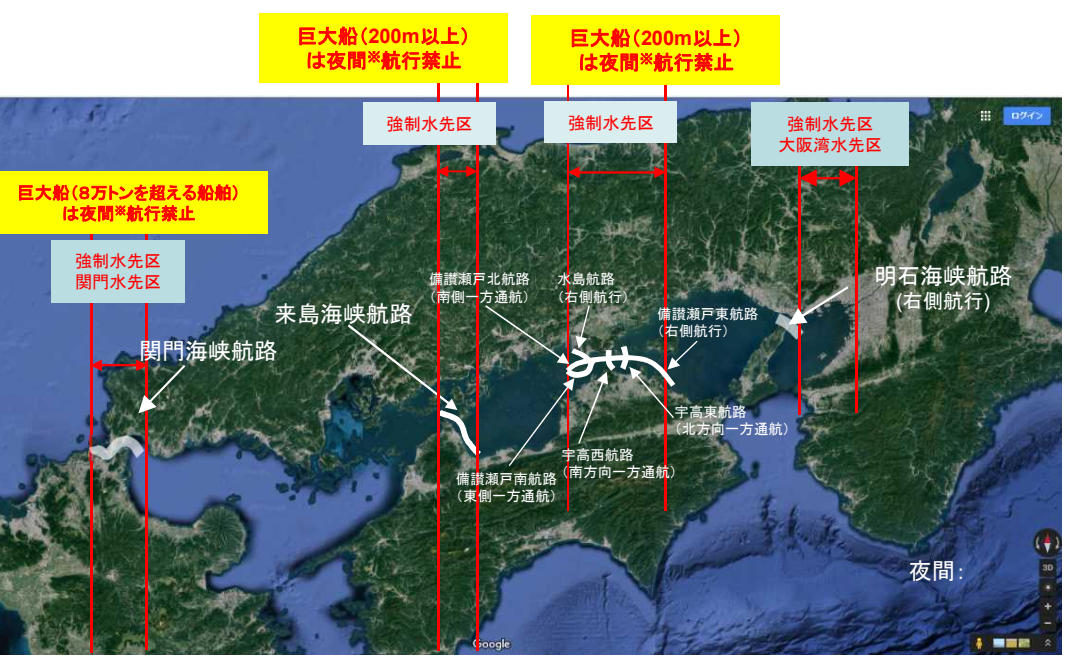 巨大船(200m以上)
は夜間※航行禁止
巨大船(200m以上)
は夜間※航行禁止
強制水先区
強制水先区
強制水先区
大阪湾水先区
ログイン
巨大船(8万トンを超える船舶)
は夜間※航行禁止
強制水先区
関門水先区
備讃瀬戸北航路
(南側一方通航)
水島航路
(右側航行)
明石海峡航路
(右側航行)
来島海峡航路
備讃瀬戸東航路
(右側航行)
関門海峡航路
宇高東航路
(北方向一方通航)
宇高西航路
(南方向一方通航)
備讃瀬戸南航路
(東側一方通航)
夜間:
3D
Google